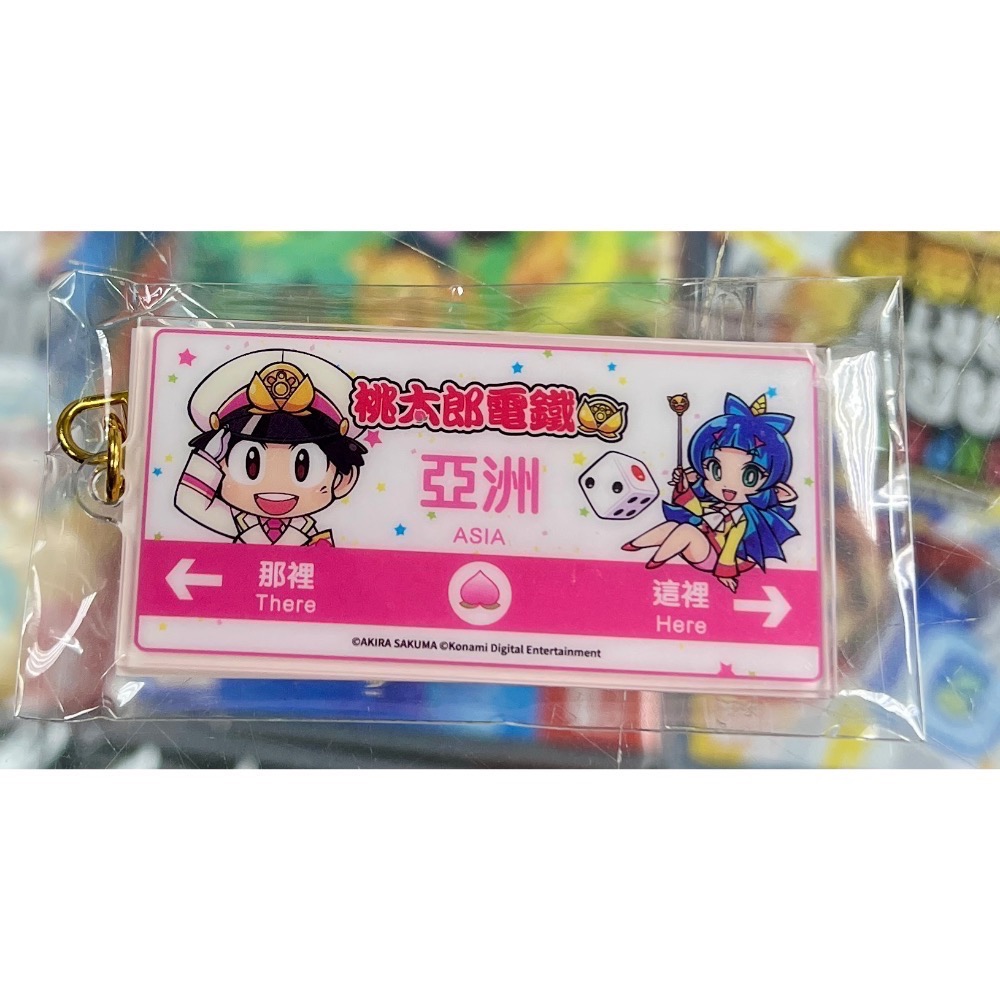 桃太郎電鐵
亞洲
ASIA
那裡
There
這裡
Here
©AKIRA SAKUMA ©Konami Digital Entertainment